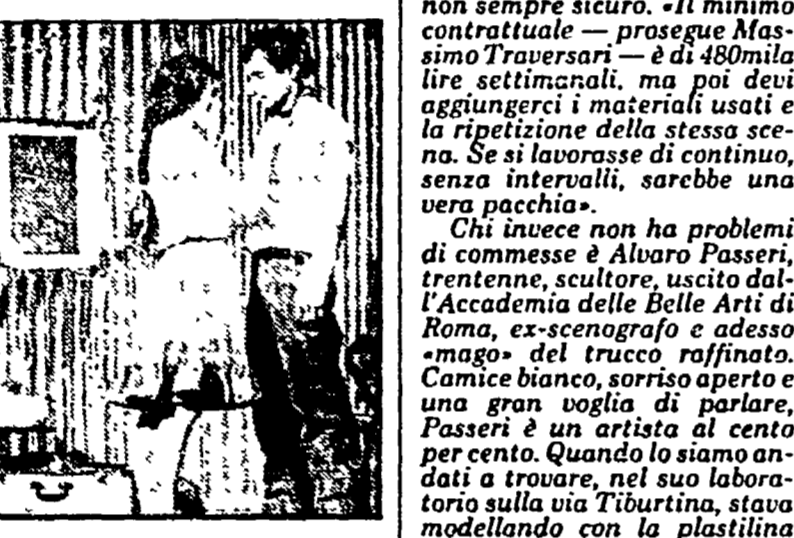 non sempre sicuro. «Il minimo
contrattuale — prosegue Mas-
simo Traversari — è di 480mila
lire settimanali, ma poi devi
aggiungerci i materiali usati e
la ripetizione della stessa sce-
na. Se si lavorasse di continuo,
senza intervalli, sarebbe una
vera pacchia».
Chi invece non ha problemi
di commesse è Alvaro Passeri,
trentenne, scultore, uscito dal-
l'Accademia delle Belle Arti di
Roma, ex-scenografo e adesso
«mago» del trucco raffinato.
Camice bianco, sorriso aperto e
una gran voglia di parlare,
Passeri è un artista al cento
per cento. Quando lo siamo an-
dati a trovare, nel suo labora-
torio sulla via Tiburtina, stava
modellando con la plastilina